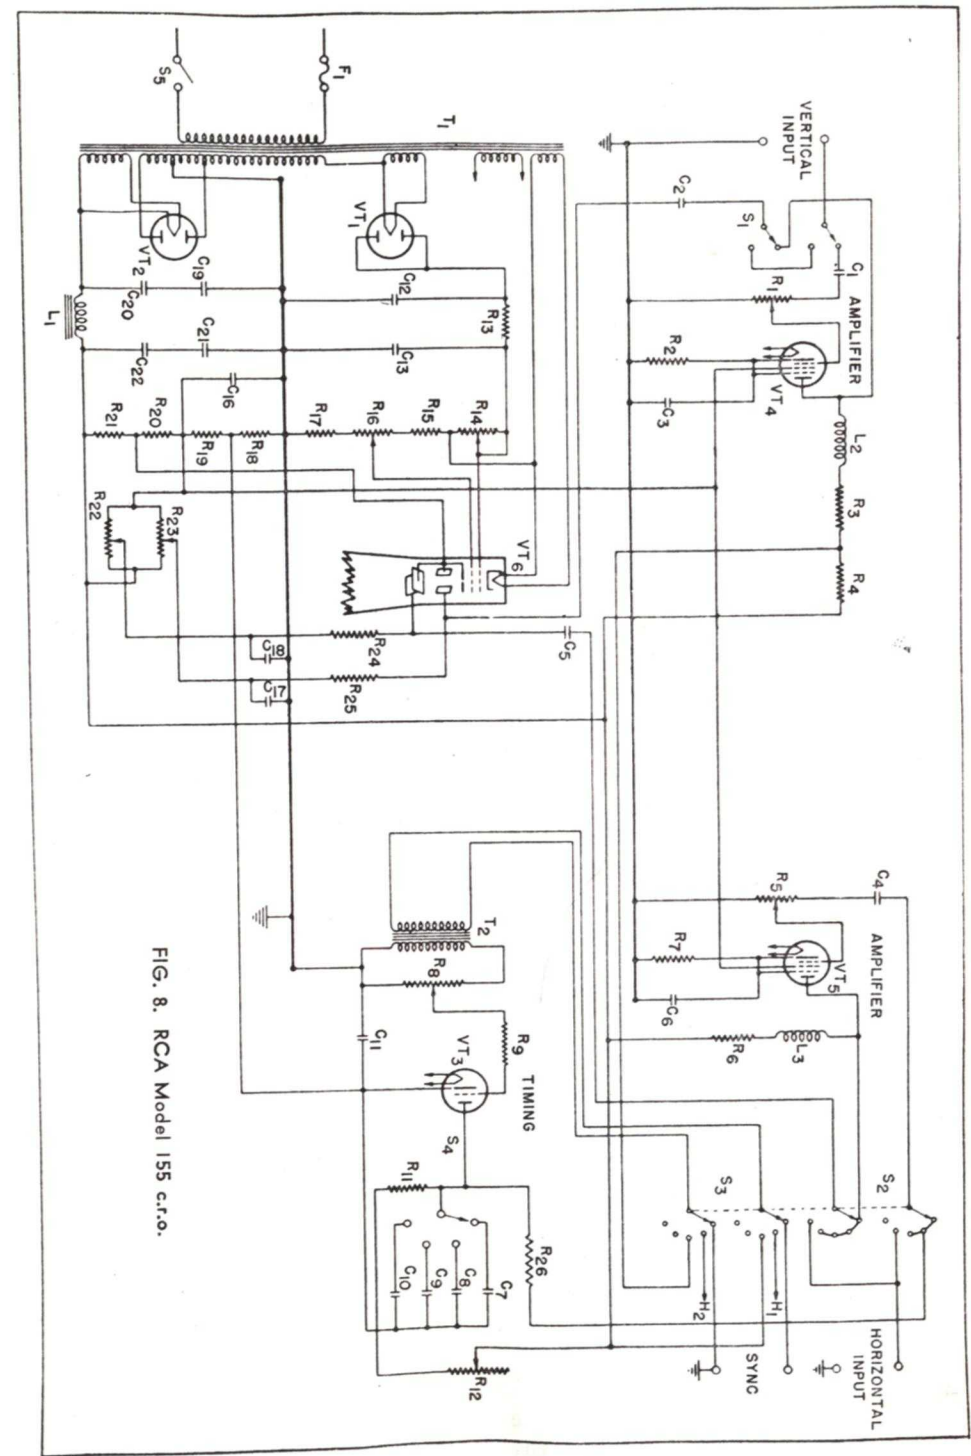 VERTICAL
INPUT
C1
S1
C2
R1
AMPLIFIER
VT4
R2
C3
L2
R3
R4
C4
R5
AMPLIFIER
VT5
R7
C6
L3
R6
S2
S3
HORIZONTAL
INPUT
H1
H2
SYNC
F1
S5
T1
VT1
VT2
C12
R13
C13
C19
C20
C21
C22
L1
C16
R14
R15
R16
R17
R18
R19
R20
R21
R22
R23
VT6
C5
R24
R25
C18
C17
T2
R8
R9
C11
VT3
TIMING
S4
R11
R26
C7
C8
C9
C10
R12
FIG. 8. RCA Model 155 c.r.o.